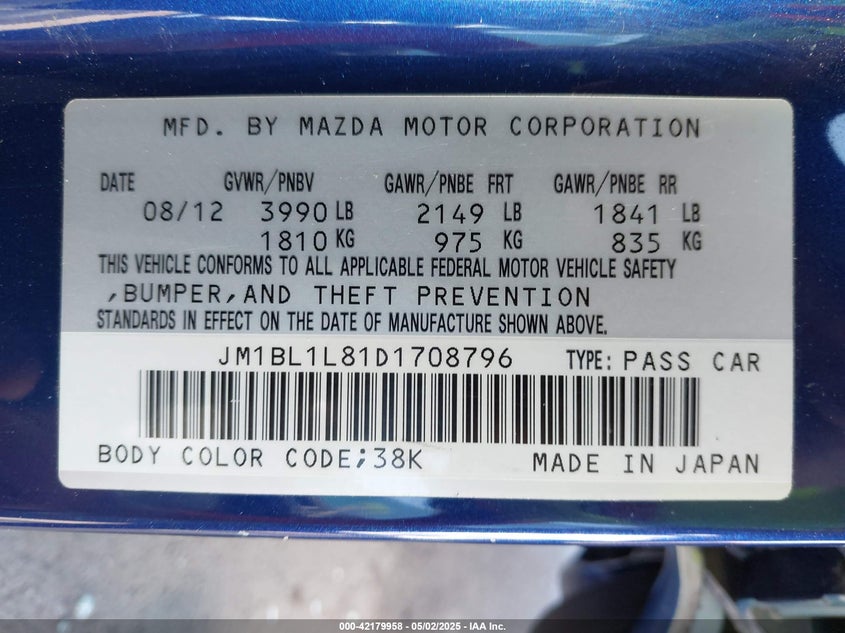 MFD. BY MAZDA MOTOR CORPORATION
DATE GVWR/PNBV GAWR/PNBE FRT GAWR/PNBE RR
08/12 3990 LB 2149 LB 1841 LB
1810 KG 975 KG 835 KG
THIS VEHICLE CONFORMS TO ALL APPLICABLE FEDERAL MOTOR VEHICLE SAFETY
,BUMPER,AND THEFT PREVENTION
STANDARDS IN EFFECT ON THE DATE OF MANUFACTURE SHOWN ABOVE.
JM1BL1L81D1708796 TYPE: PASS CAR
BODY COLOR CODE;38K MADE IN JAPAN
000-42179958 - 05/02/2025 - IAA Inc.